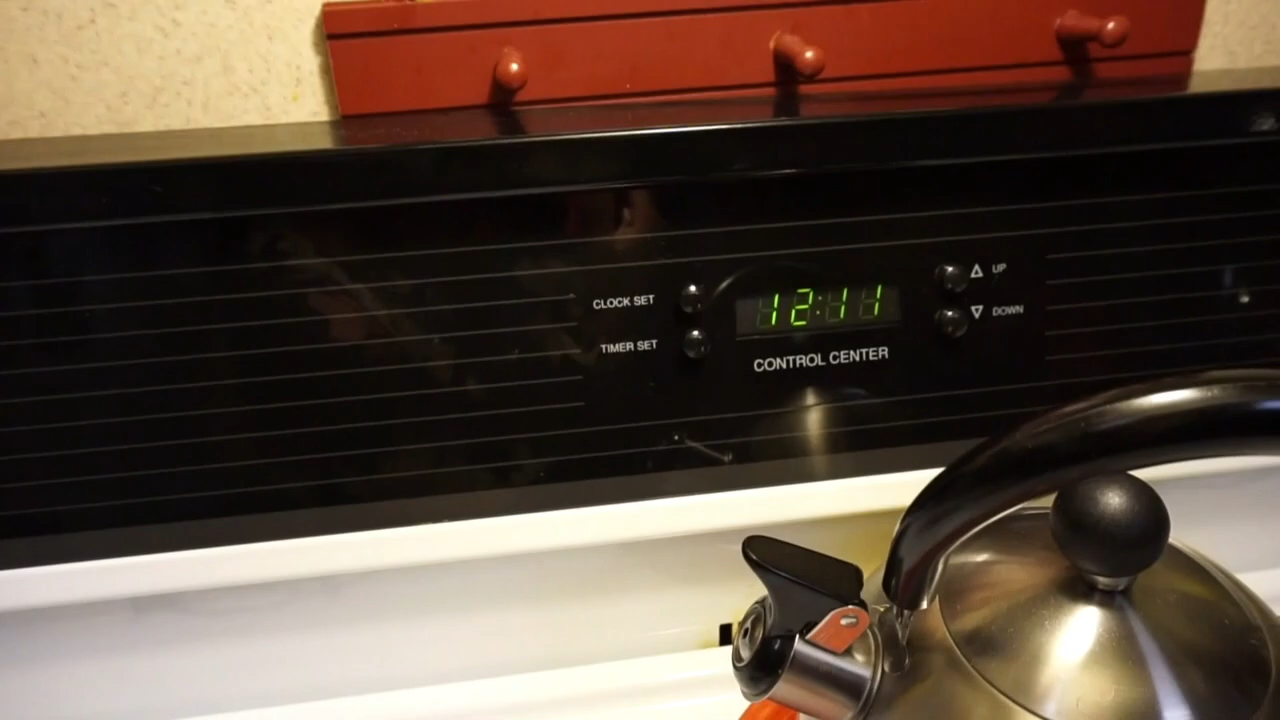 CLOCK SET
12:11
UP
TIMER SET
DOWN
CONTROL CENTER